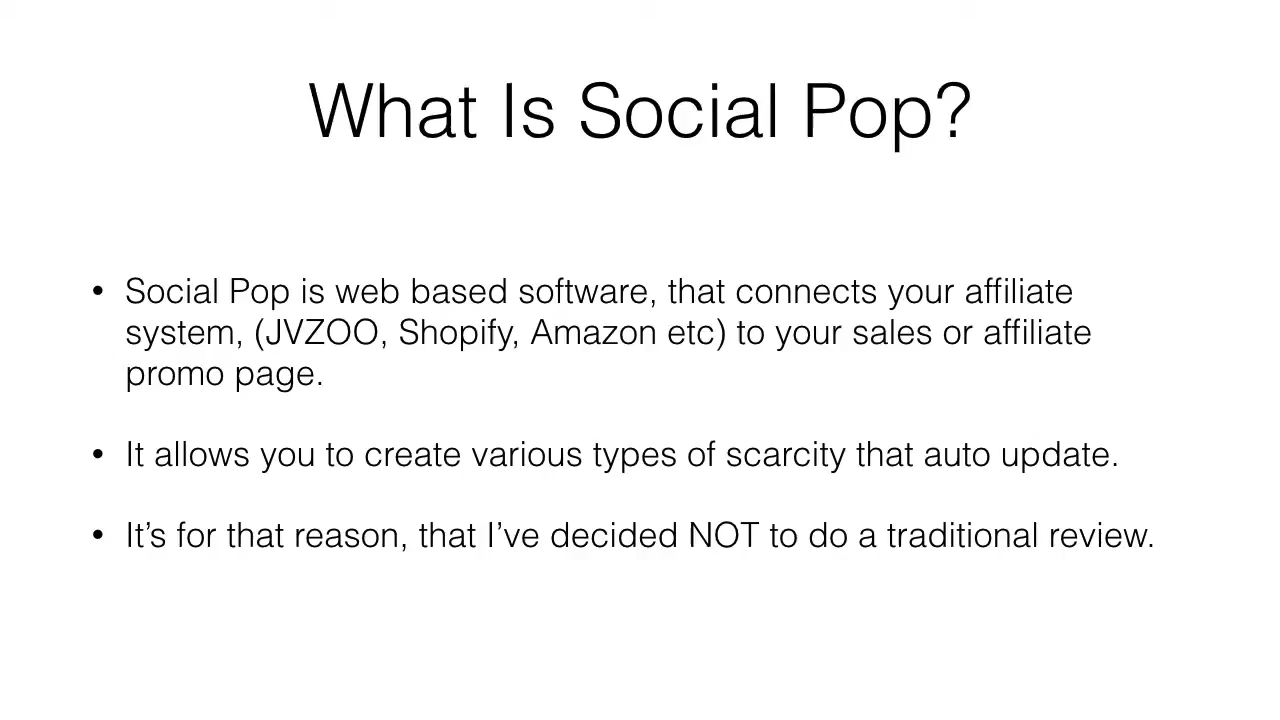 What Is Social Pop?
• Social Pop is web based software, that connects your affiliate
system, (JVZOO, Shopify, Amazon etc) to your sales or affiliate
promo page.
• It allows you to create various types of scarcity that auto update.
• It’s for that reason, that I’ve decided NOT to do a traditional review.